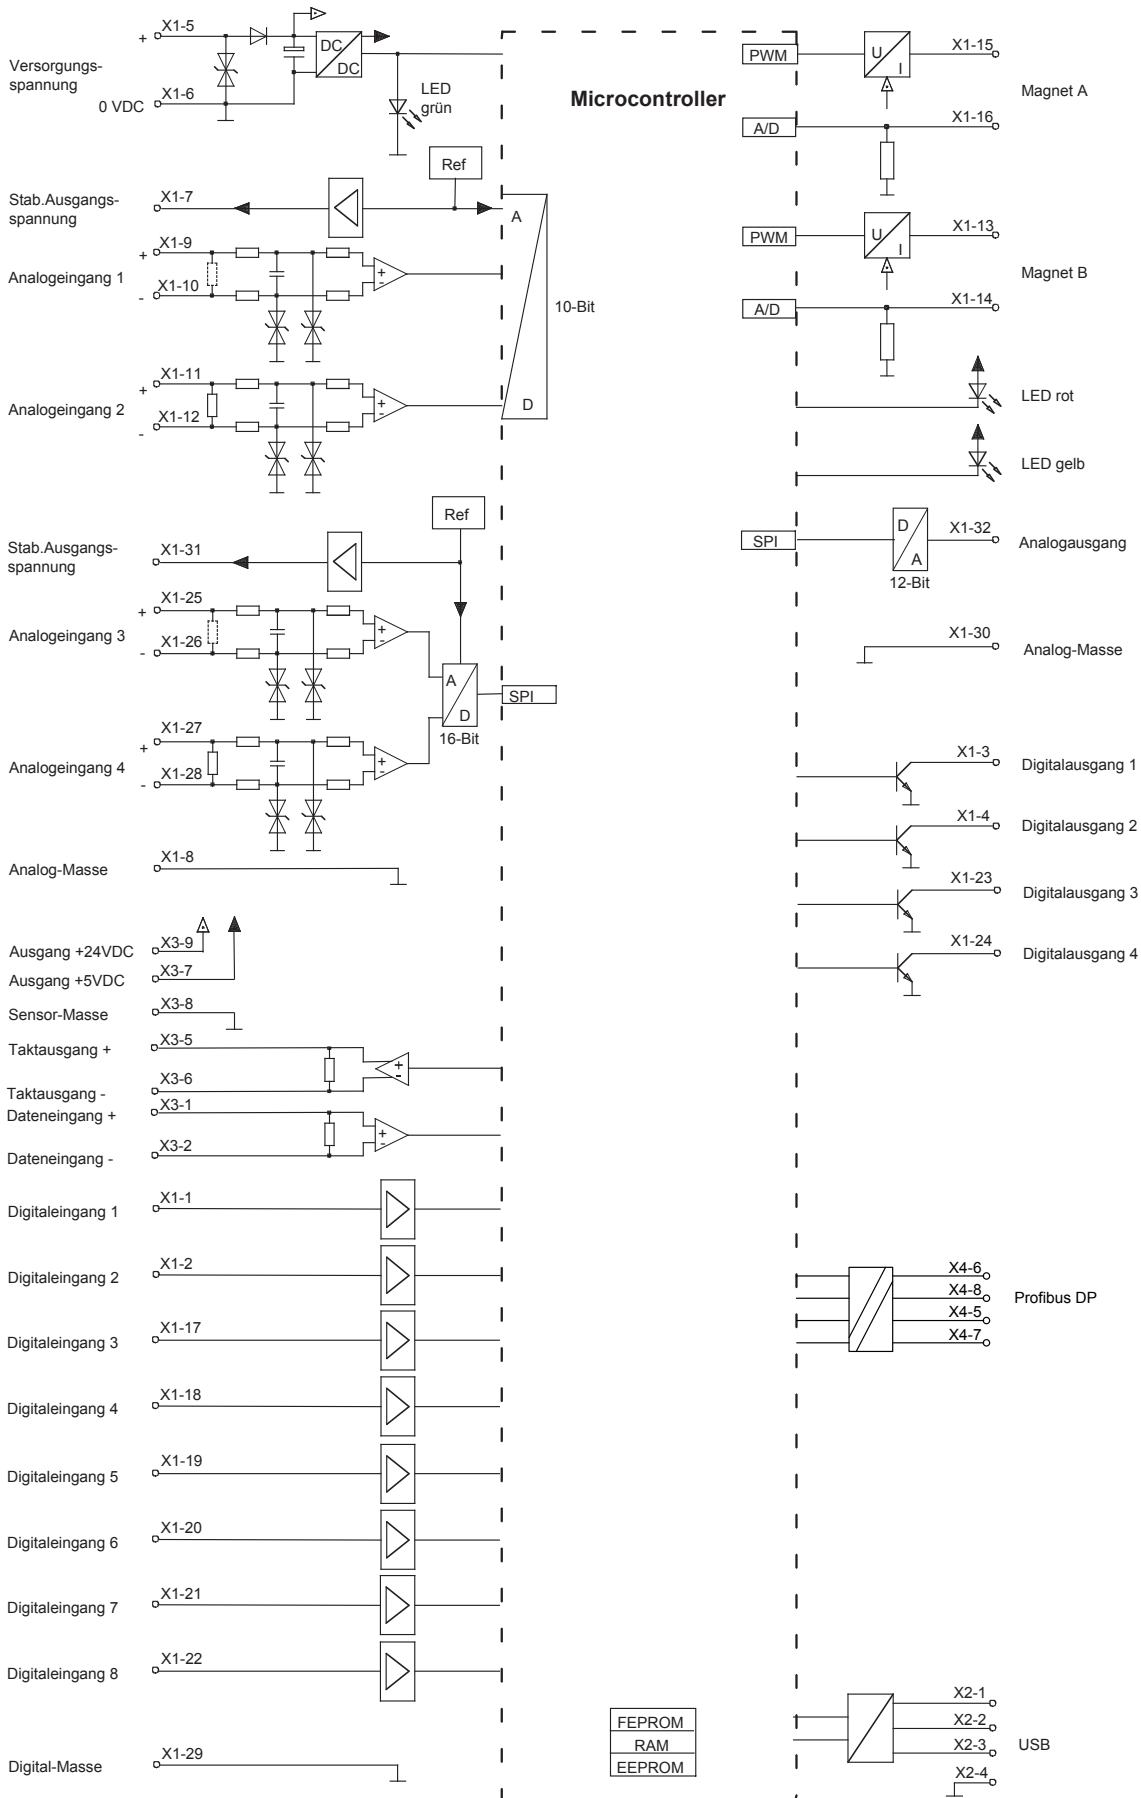 X1-5
+
Versorgungs-
spannung
X1-6
0 VDC
DC
DC
LED
grün
Microcontroller
Ref
Stab.Ausgangs-
spannung
X1-7
A
D
10-Bit
Analogeingang 1
+
X1-9
-
X1-10
+
-
Analogeingang 2
+
X1-11
-
X1-12
+
-
Ref
Stab.Ausgangs-
spannung
X1-31
Analogeingang 3
+
X1-25
-
X1-26
+
-
A
D
16-Bit
SPI
Analogeingang 4
+
X1-27
-
X1-28
+
-
Analog-Masse
X1-8
Ausgang +24VDC
X3-9
Ausgang +5VDC
X3-7
Sensor-Masse
X3-8
Taktausgang +
X3-5
+
-
Taktausgang -
X3-6
Dateneingang +
X3-1
+
-
Dateneingang -
X3-2
Digitaleingang 1
X1-1
Digitaleingang 2
X1-2
Digitaleingang 3
X1-17
Digitaleingang 4
X1-18
Digitaleingang 5
X1-19
Digitaleingang 6
X1-20
Digitaleingang 7
X1-21
Digitaleingang 8
X1-22
Digital-Masse
X1-29
FEPROM
RAM
EEPROM
PWM
U
I
X1-15
Magnet A
A/D
X1-16
PWM
U
I
X1-13
Magnet B
A/D
X1-14
LED rot
LED gelb
SPI
D
A
12-Bit
X1-32
Analogausgang
X1-30
Analog-Masse
X1-3
Digitalausgang 1
X1-4
Digitalausgang 2
X1-23
Digitalausgang 3
X1-24
Digitalausgang 4
X4-6
X4-8
X4-5
X4-7
Profibus DP
X2-1
X2-2
X2-3
X2-4
USB